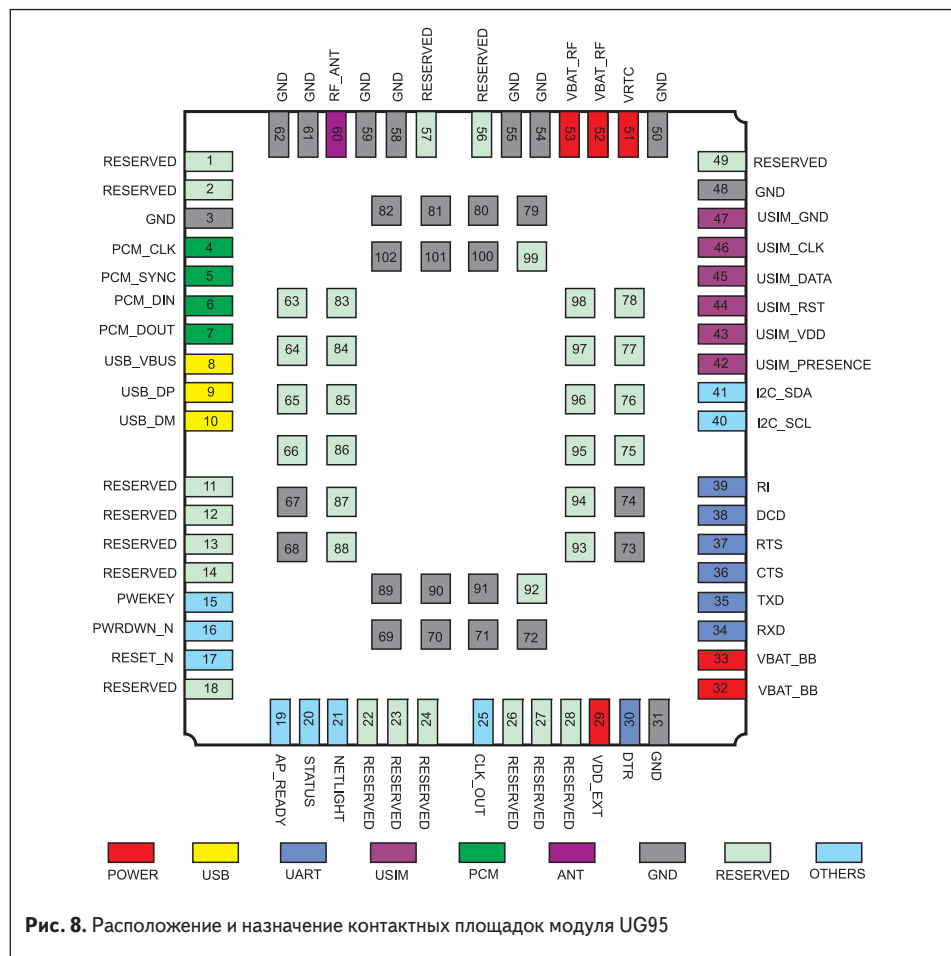 GND GND RF_ANT GND GND RESERVED RESERVED GND GND VBAT_RF VBAT_RF VRTC GND
62 61 60 59 58 57 56 55 54 53 52 51 50
RESERVED 1
RESERVED 2
GND 3
PCM_CLK 4
PCM_SYNC 5
PCM_DIN 6
PCM_DOUT 7
USB_VBUS 8
USB_DP 9
USB_DM 10
RESERVED 11
RESERVED 12
RESERVED 13
RESERVED 14
PWEKEY 15
PWRDWN_N 16
RESET_N 17
RESERVED 18
82 81 80 79
102 101 100 99
63 83 98 78
64 84 97 77
65 85 96 76
66 86 95 75
67 87 94 74
68 88 93 73
89 90 91 92
69 70 71 72
49 RESERVED
48 GND
47 USIM_GND
46 USIM_CLK
45 USIM_DATA
44 USIM_RST
43 USIM_VDD
42 USIM_PRESENCE
41 I2C_SDA
40 I2C_SCL
39 RI
38 DCD
37 RTS
36 CTS
35 TXD
34 RXD
33 VBAT_BB
32 VBAT_BB
19 20 21 22 23 24 25 26 27 28 29 30 31
AP_READY STATUS NETLIGHT RESERVED RESERVED RESERVED CLK_OUT RESERVED RESERVED RESERVED VDD_EXT DTR GND
POWER USB UART USIM PCM ANT GND RESERVED OTHERS
Рис. 8. Расположение и назначение контактных площадок модуля UG95